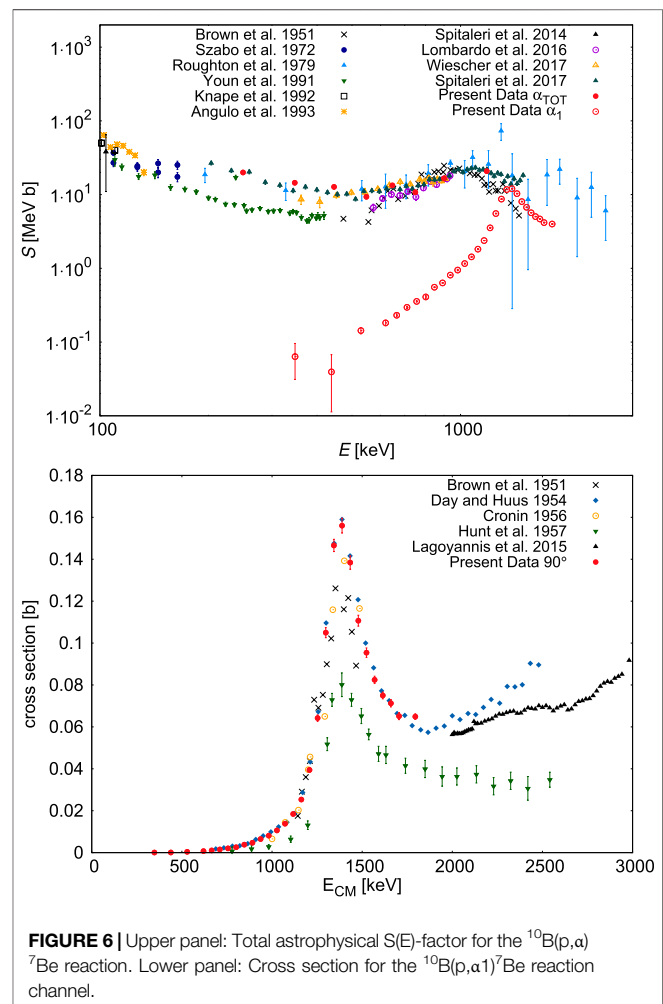 Brown et al. 1951
Szabo et al. 1972
Roughton et al. 1979
Youn et al. 1991
Knape et al. 1992
Angulo et al. 1993
Spitaleri et al. 2014
Lombardo et al. 2016
Wiescher et al. 2017
Spitaleri et al. 2017
Present Data αTOT
Present Data α1
1·10³
1·10²
1·10¹
1·10⁰
1·10⁻¹
1·10⁻²
S [MeV b]
100
1000
E [keV]
Brown et al. 1951
Day and Huus 1954
Cronin 1956
Hunt et al. 1957
Lagoyannis et al. 2015
Present Data 90°
0.18
0.16
0.14
0.12
0.1
0.08
0.06
0.04
0.02
0
cross section [b]
0 500 1000 1500 2000 2500 3000
ECM [keV]
FIGURE 6 | Upper panel: Total astrophysical S(E)-factor for the ¹⁰B(p,α)
⁷Be reaction. Lower panel: Cross section for the ¹⁰B(p,α1)⁷Be reaction
channel.